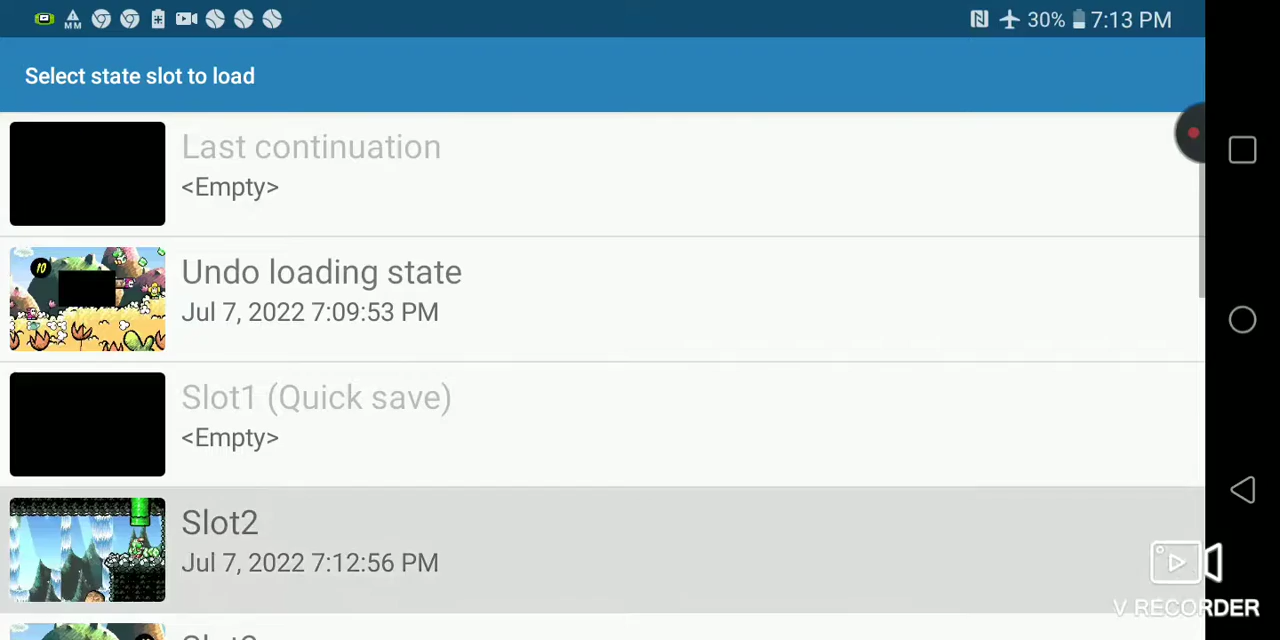 MM
30% 7:13 PM
Select state slot to load
Last continuation
<Empty>
Undo loading state
Jul 7, 2022 7:09:53 PM
10
Slot1 (Quick save)
<Empty>
Slot2
Jul 7, 2022 7:12:56 PM
V RECORDER